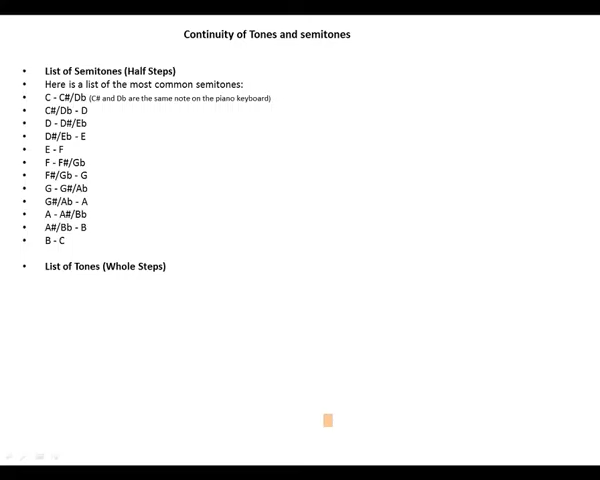 Continuity of Tones and semitones
• List of Semitones (Half Steps)
• Here is a list of the most common semitones:
• C - C#/Db (C# and Db are the same note on the piano keyboard)
• C#/Db - D
• D - D#/Eb
• D#/Eb - E
• E - F
• F - F#/Gb
• F#/Gb - G
• G - G#/Ab
• G#/Ab - A
• A - A#/Bb
• A#/Bb - B
• B - C
• List of Tones (Whole Steps)